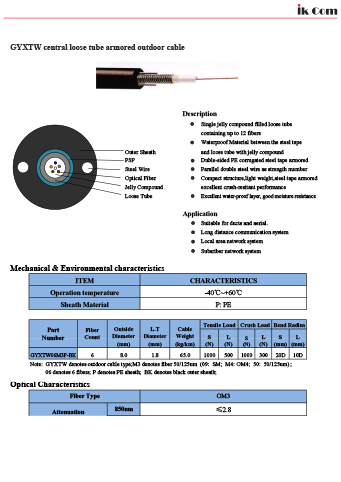 ik Com
GYXTW central loose tube armored outdoor cable
Description
● Single jelly compound filled loose tube
containing up to 12 fibers
● Waterproof Material between the steel tape
and loose tube with jelly compound
● Duble-sided PE corrugated steel tape armored
● Parallel double steel wire as strength member
● Compact structure,light weight,steel tape armored
excellent crush-resitant performance
● Excellent water-proof layer, good moisture resistance
Outer Sheath
PSP
Steel Wire
Optical Fiber
Jelly Compound
Loose Tube
Application
● Suitable for ducts and aerial.
● Long distance communication system
● Local area network system
● Subsriber network system
Mechanical & Environmental characteristics
ITEM CHARACTERISTICS
Operation temperature -40℃~+60℃
Sheath Material P: PE
Part Number Fiber Count Outside Diameter (mm) L.T Diameter (mm) Cable Weight (kg/km) Tensile Load Crush Load Bend Radius
S (N) L (N) S (N) L (N) S (mm) L (mm)
GYXTW06M3P-BK 6 8.0 1.8 65.0 1000 500 1000 300 20D 10D
Note: GYXTW denotes outdoor cable type;M3 denotes fiber 50/125um (09: SM; M4: OM4; 50: 50/125um);
06 denotes 6 fibers; P denotes PE sheath; BK denotes black outer sheath;
Optical Characteristics
Fiber Type OM3
Attenuation 850nm ≤2.8